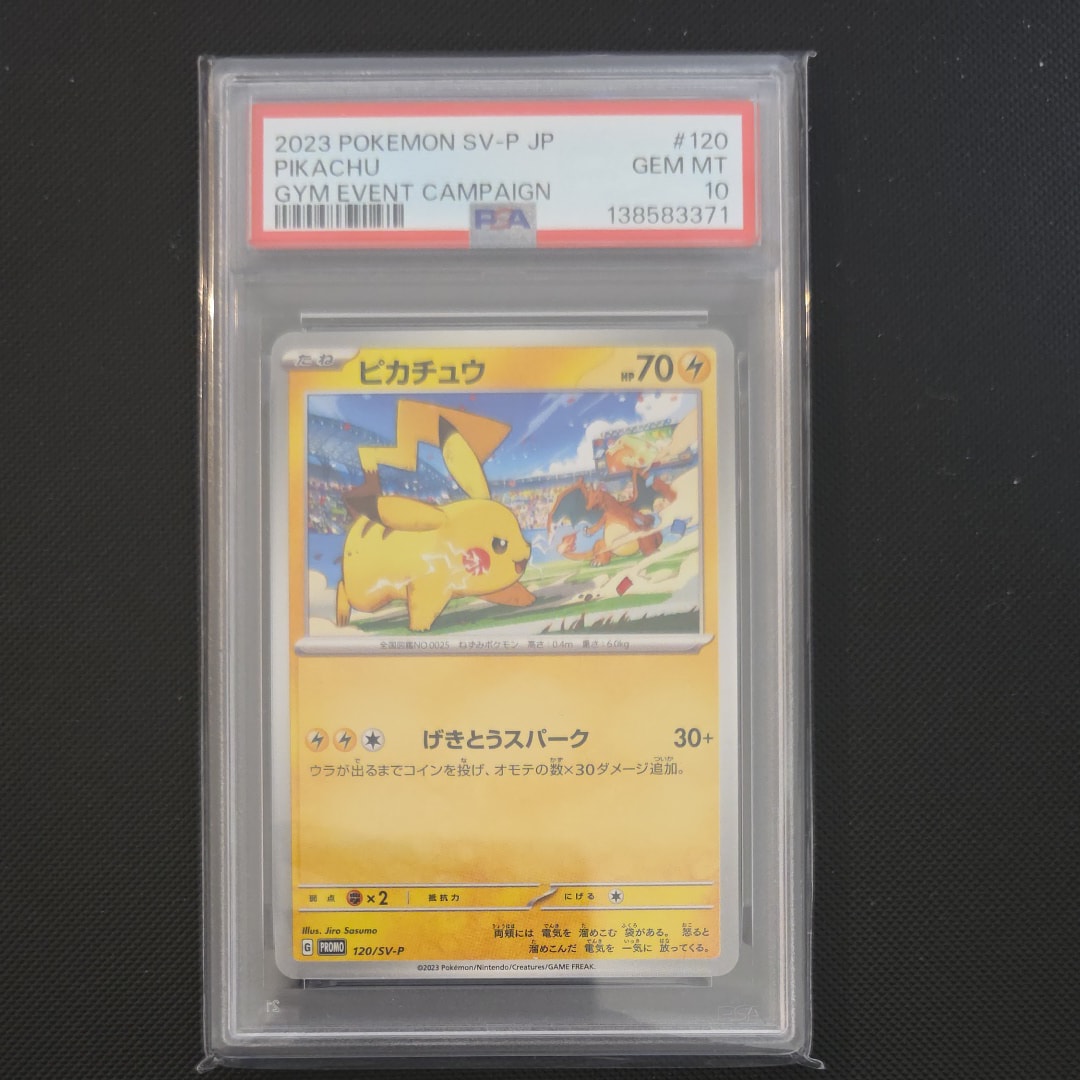 2023 POKEMON SV-P JP #120
PIKACHU GEM MT
GYM EVENT CAMPAIGN 10
PSA 138583371
たね ピカチュウ HP 70
全国図鑑NO.0025 ねずみポケモン 高さ:0.4m 重さ:6.0kg
げきとうスパーク 30+
ウラが出るまでコインを投げ、オモテの数×30ダメージ追加。
弱点 ×2 抵抗力 にげる
Illus. Jiro Sasumo
両頬には 電気を 溜めこむ 袋がある。 怒ると
溜めこんだ 電気を 一気に 放ってくる。
G PROMO 120/SV-P
©2023 Pokémon/Nintendo/Creatures/GAME FREAK.